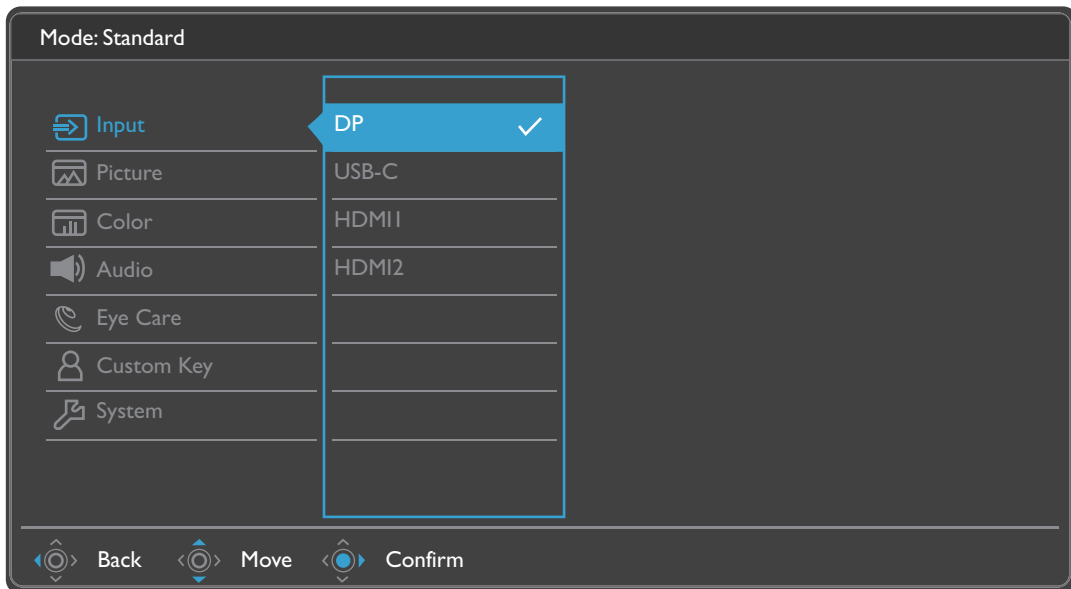 Mode: Standard
Input
DP
Picture
USB-C
Color
HDMI1
Audio
HDMI2
Eye Care
Custom Key
System
Back Move Confirm